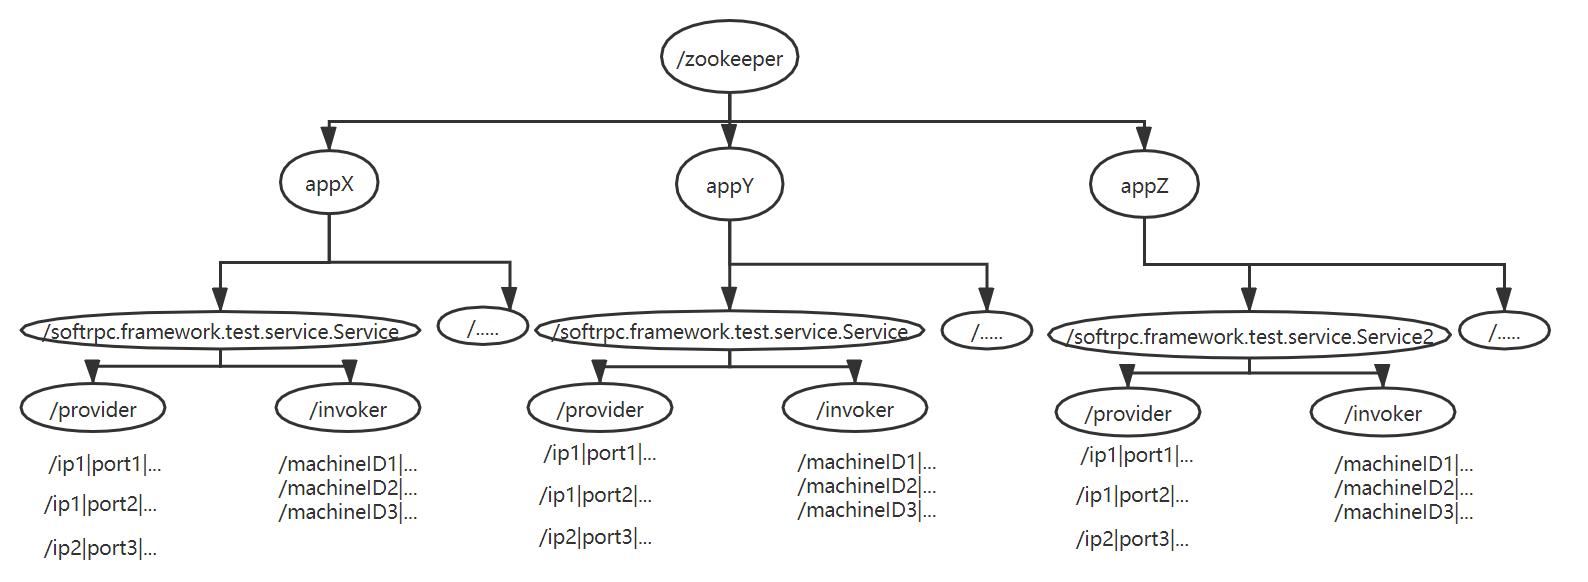 /zookeeper
appX
appY
appZ
/softrpc.framework.test.service.Service
/.....
/softrpc.framework.test.service.Service
/.....
/softrpc.framework.test.service.Service2
/.....
/provider
/invoker
/provider
/invoker
/provider
/invoker
/ip1|port1|...
/ip1|port2|...
/ip2|port3|...
/machineID1|...
/machineID2|...
/machineID3|...
/ip1|port1|...
/ip1|port2|...
/ip2|port3|...
/machineID1|...
/machineID2|...
/machineID3|...
/ip1|port1|...
/ip1|port2|...
/ip2|port3|...
/machineID1|...
/machineID2|...
/machineID3|...